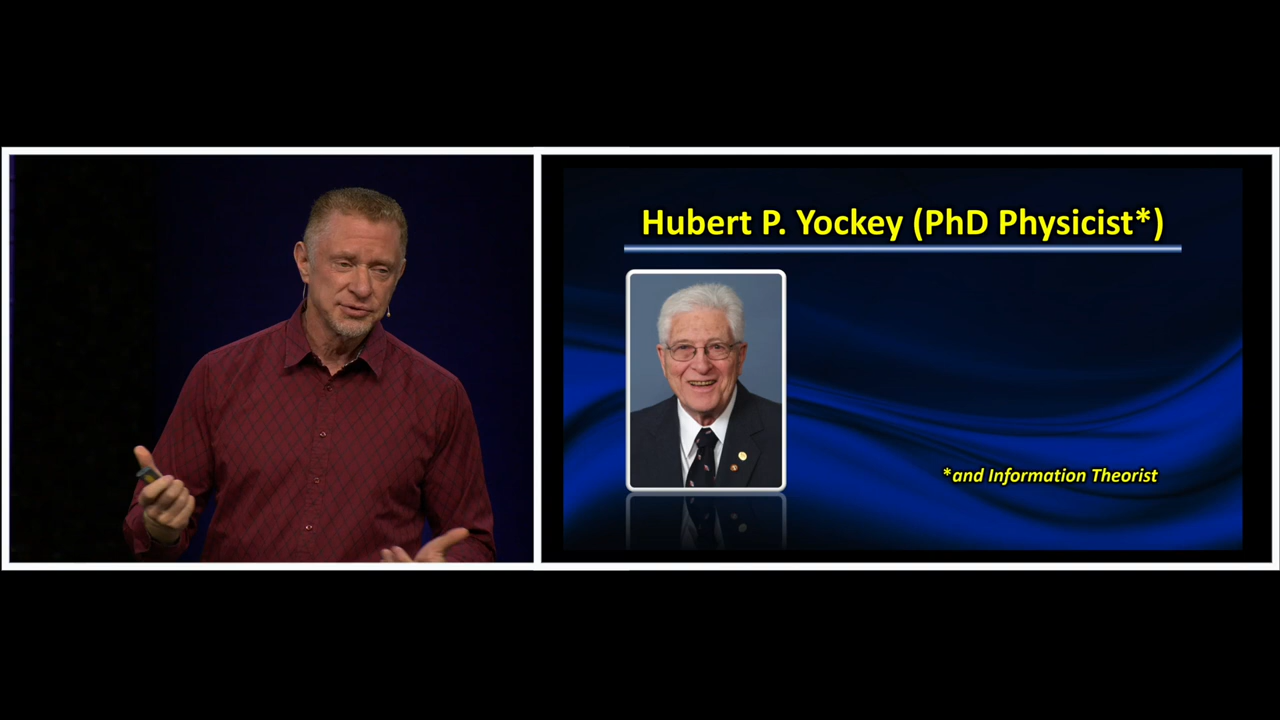 Hubert P. Yockey (PhD Physicist*)
*and Information Theorist